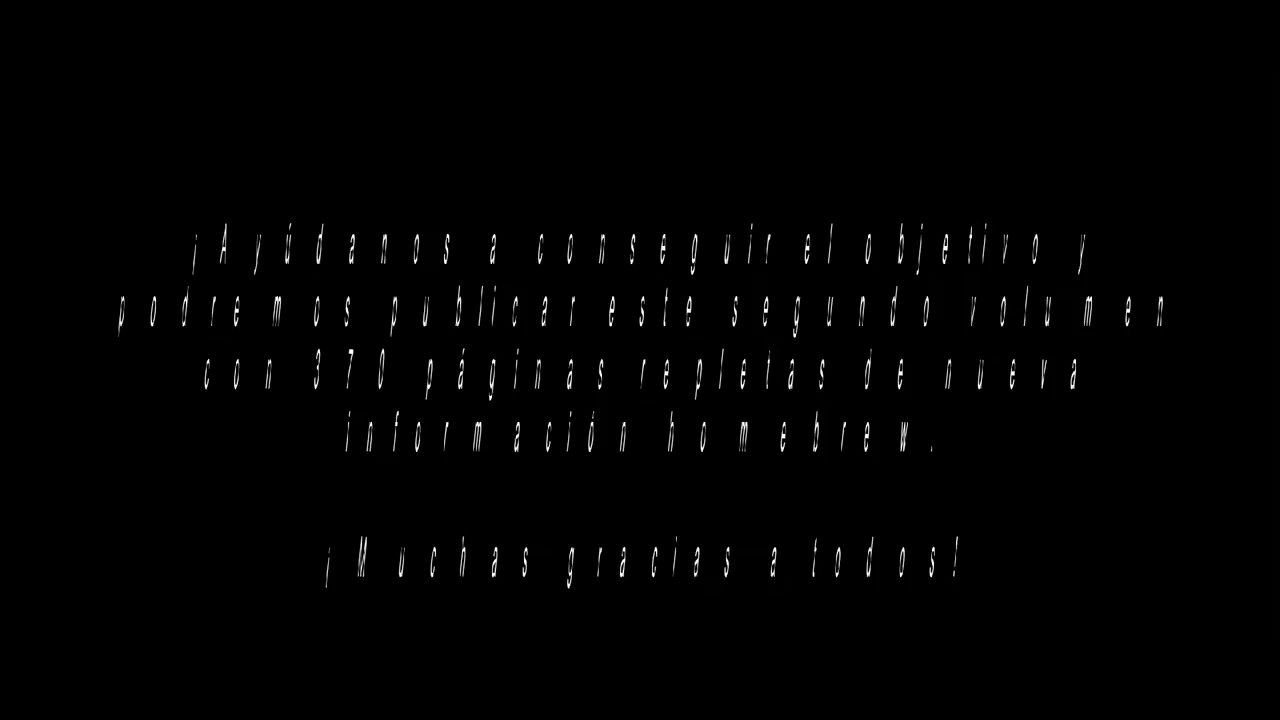 ¡Ayúdanos a conseguir el objetivo y
podremos publicar este segundo volumen
con 370 páginas repletas de nueva
información homebrew.
¡Muchas gracias a todos!